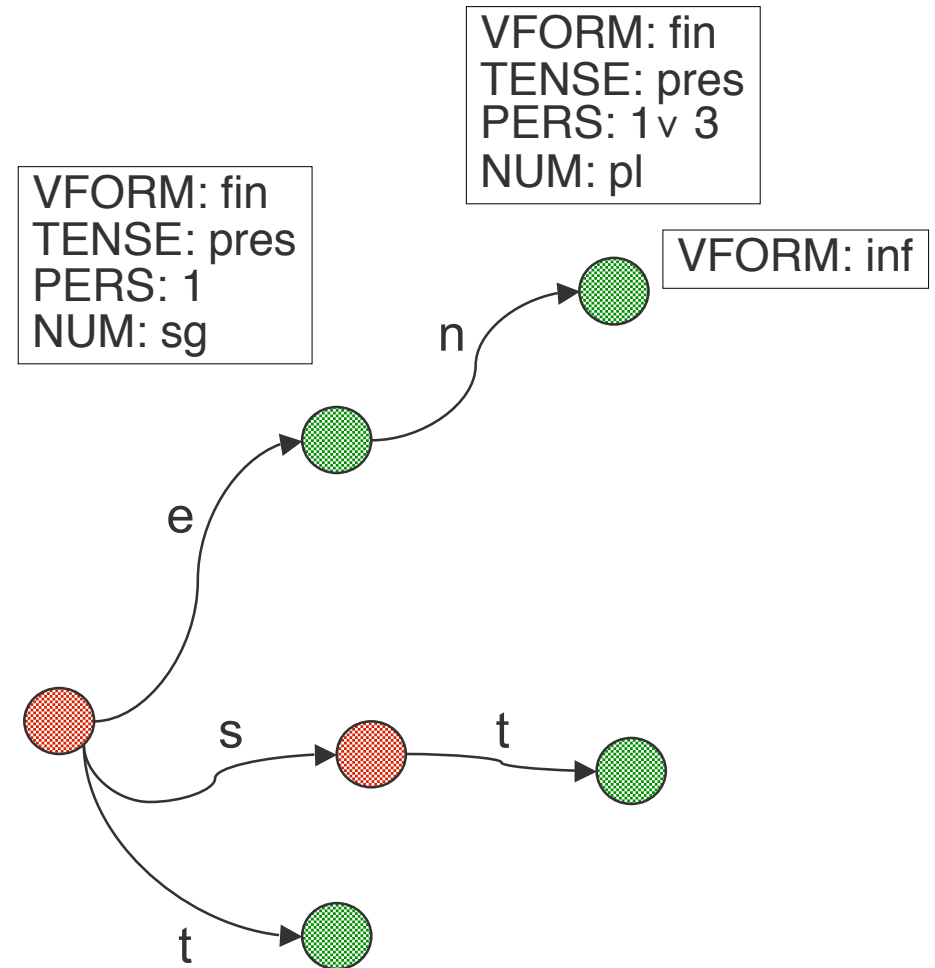 VFORM: fin
TENSE: pres
PERS: 1 ∨ 3
NUM: pl
VFORM: fin
TENSE: pres
PERS: 1
NUM: sg
VFORM: inf
n
e
s
t
t